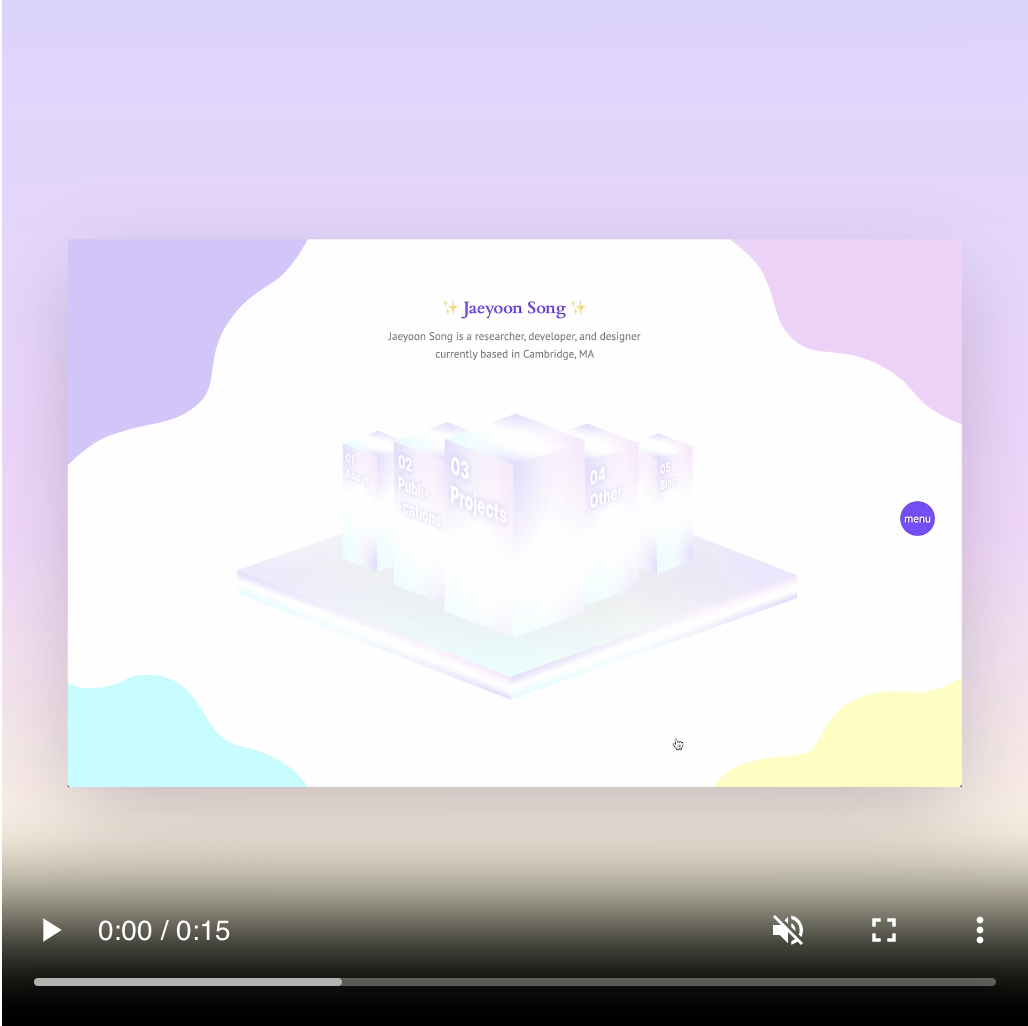 ✨ Jaeyoon Song ✨
Jaeyoon Song is a researcher, developer, and designer
currently based in Cambridge, MA
01
About
02
Publi-
cations
03
Projects
04
Other
05
Blog
menu
0:00 / 0:15